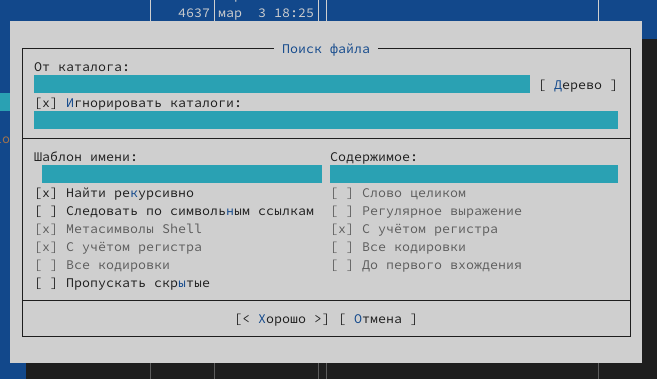 4637 мар  3 18:25
Поиск файла
От каталога:
[ Дерево ]
[x] Игнорировать каталоги:
Шаблон имени: Содержимое:
[x] Найти рекурсивно [ ] Слово целиком
[ ] Следовать по символьным ссылкам [ ] Регулярное выражение
[x] Метасимволы Shell [x] С учётом регистра
[x] С учётом регистра [ ] Все кодировки
[ ] Все кодировки [ ] До первого вхождения
[ ] Пропускать скрытые
[< Хорошо >] [ Отмена ]